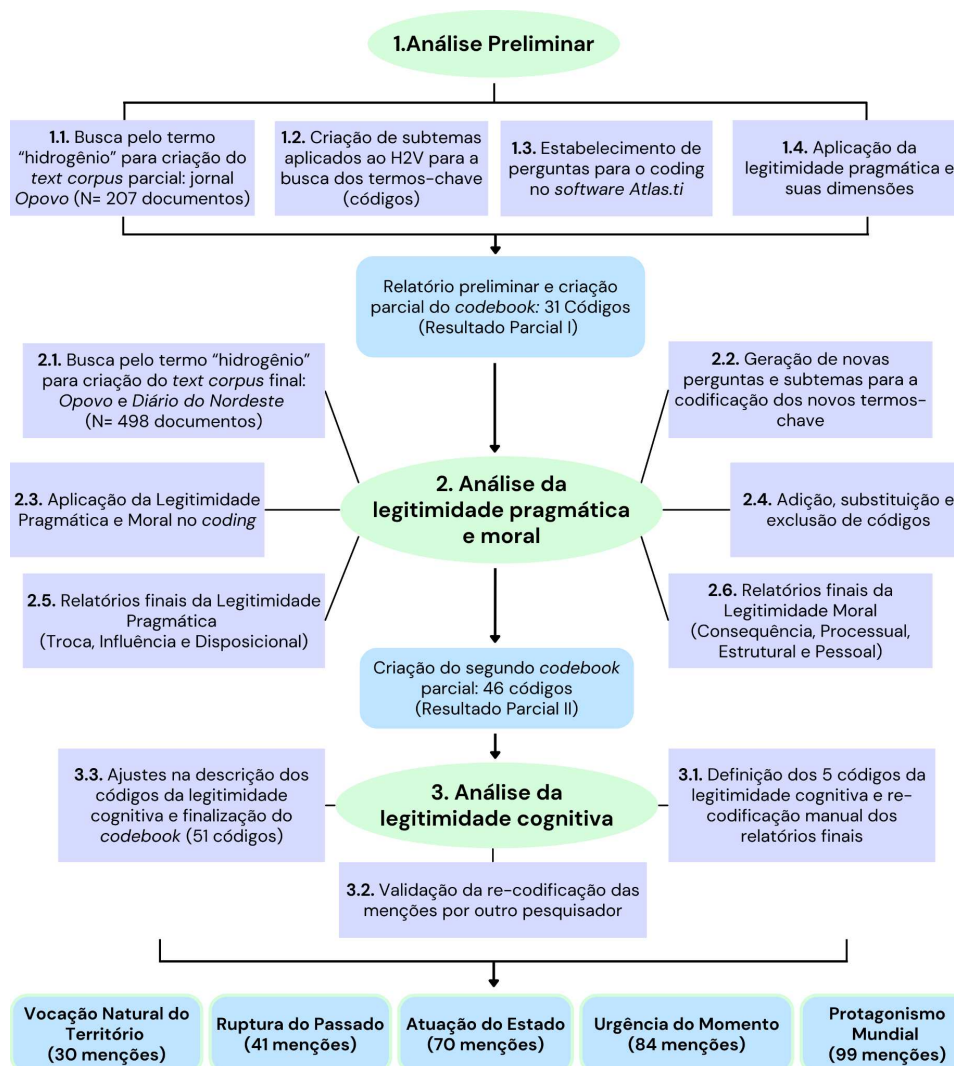 1.Análise Preliminar
1.1. Busca pelo termo
“hidrogênio” para criação do
text corpus parcial: jornal
Opovo (N= 207 documentos)
1.2. Criação de subtemas
aplicados ao H2V para a
busca dos termos-chave
(códigos)
1.3. Estabelecimento de
perguntas para o coding
no software Atlas.ti
1.4. Aplicação da
legitimidade pragmática e
suas dimensões
Relatório preliminar e criação
parcial do codebook: 31 Códigos
(Resultado Parcial I)
2.1. Busca pelo termo “hidrogênio”
para criação do text corpus final:
Opovo e Diário do Nordeste
(N= 498 documentos)
2.2. Geração de novas
perguntas e subtemas para a
codificação dos novos termos-
chave
2. Análise da
legitimidade pragmática
e moral
2.3. Aplicação da Legitimidade
Pragmática e Moral no coding
2.4. Adição, substituição e
exclusão de códigos
2.5. Relatórios finais da Legitimidade
Pragmática
(Troca, Influência e Disposicional)
2.6. Relatórios finais da
Legitimidade Moral
(Consequência, Processual,
Estrutural e Pessoal)
Criação do segundo codebook
parcial: 46 códigos
(Resultado Parcial II)
3.3. Ajustes na descrição dos
códigos da legitimidade
cognitiva e finalização do
codebook (51 códigos)
3. Análise da
legitimidade cognitiva
3.1. Definição dos 5 códigos da
legitimidade cognitiva e re-
codificação manual dos
relatórios finais
3.2. Validação da re-codificação das
menções por outro pesquisador
Vocação Natural do
Território
(30 menções)
Ruptura do Passado
(41 menções)
Atuação do Estado
(70 menções)
Urgência do Momento
(84 menções)
Protagonismo
Mundial
(99 menções)